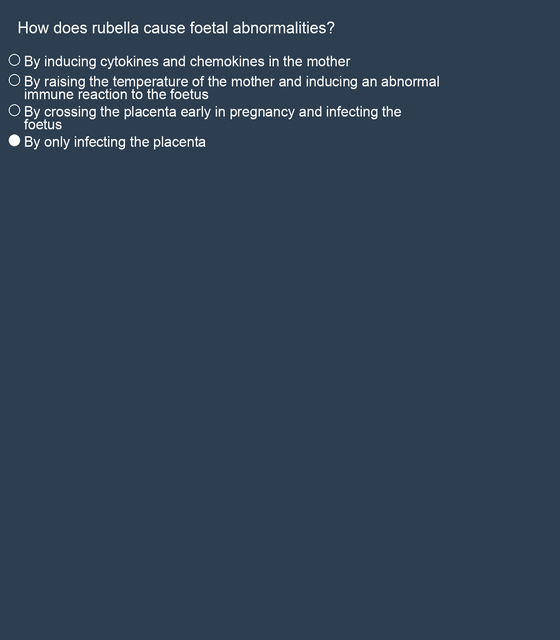 How does rubella cause foetal abnormalities?
By inducing cytokines and chemokines in the mother
By raising the temperature of the mother and inducing an abnormal
immune reaction to the foetus
By crossing the placenta early in pregnancy and infecting the
foetus
By only infecting the placenta